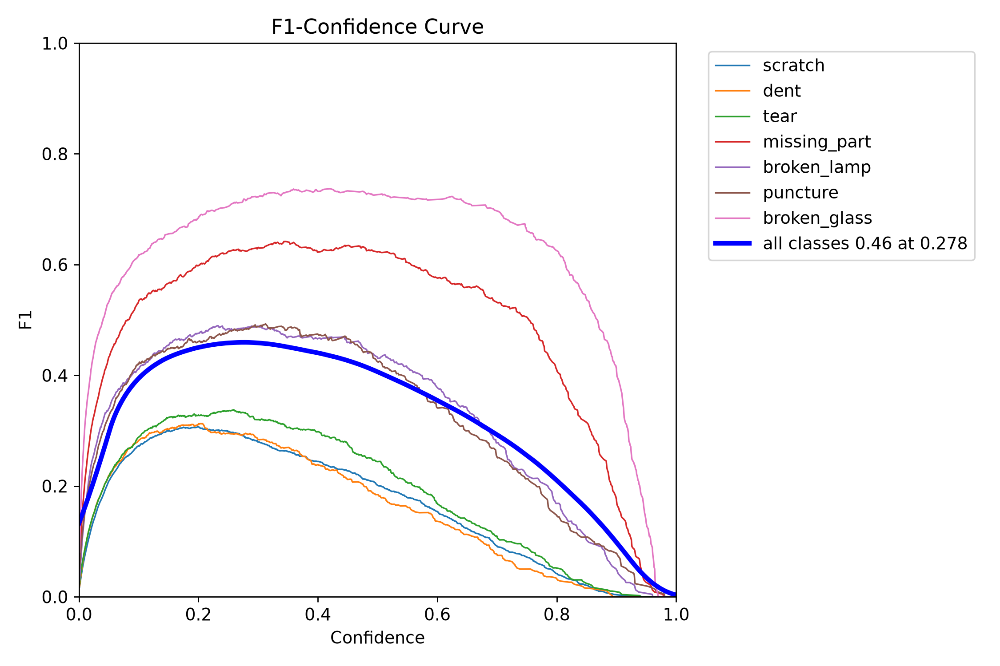 F1-Confidence Curve
1.0
0.8
0.6
0.4
0.2
0.0
F1
0.0 0.2 0.4 0.6 0.8 1.0
Confidence
scratch
dent
tear
missing_part
broken_lamp
puncture
broken_glass
all classes 0.46 at 0.278